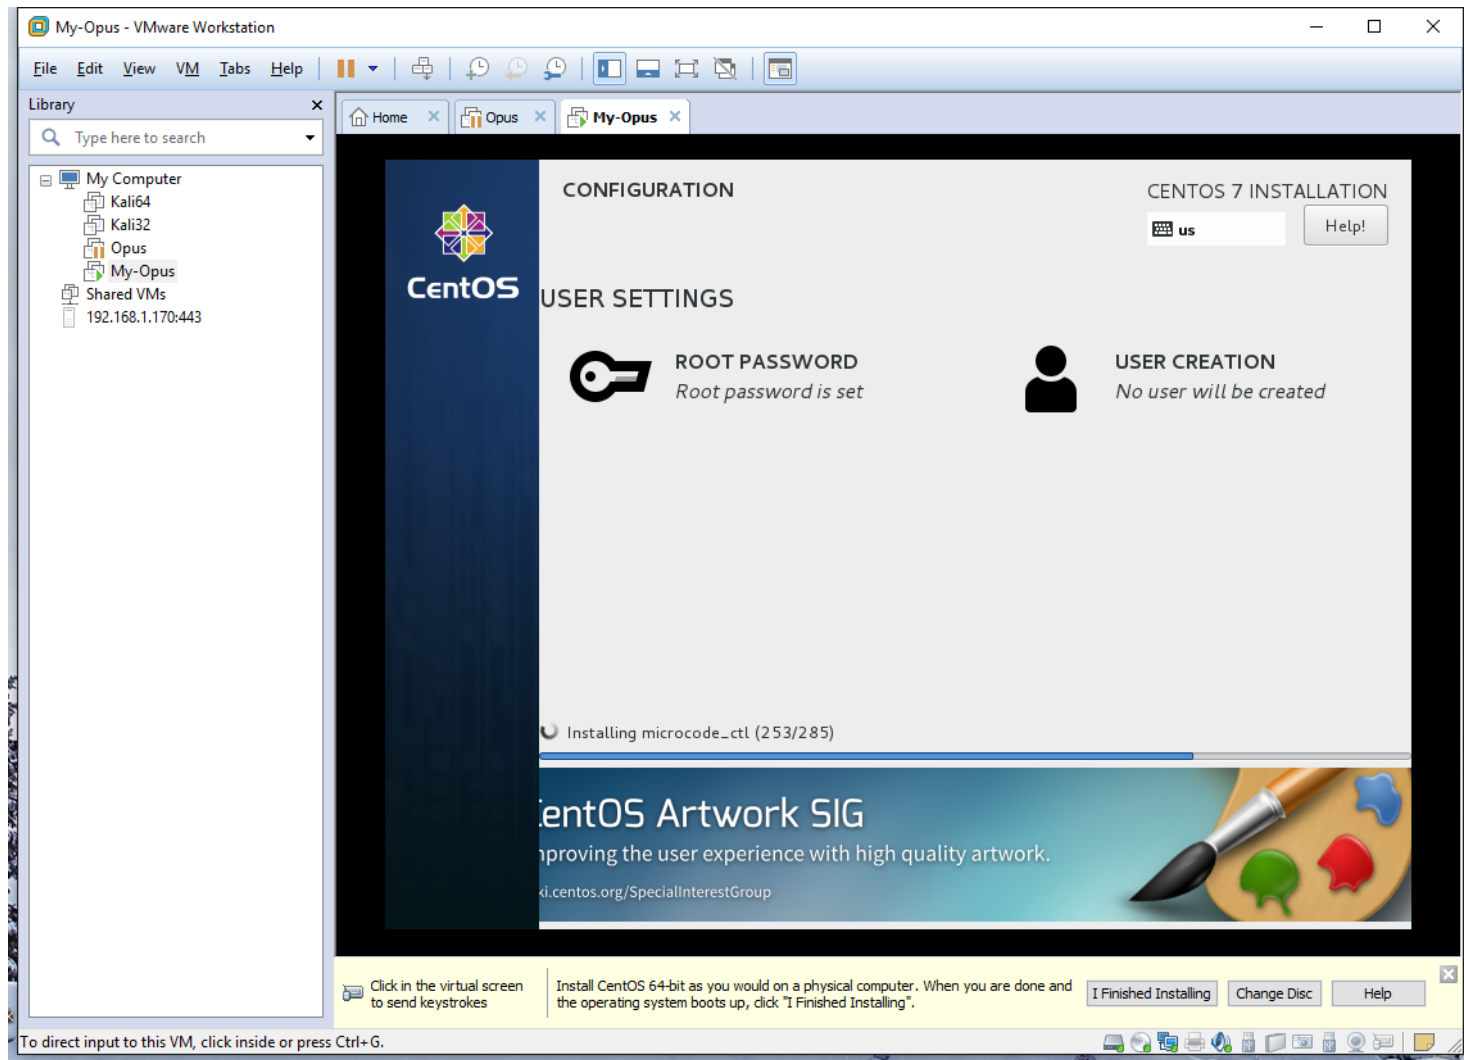 My-Opus - VMware Workstation
File Edit View VM Tabs Help
Library
Type here to search
My Computer
Kali64
Kali32
Opus
My-Opus
Shared VMs
192.168.1.170:443
Home
Opus
My-Opus
CentOS
CONFIGURATION
CENTOS 7 INSTALLATION
us
Help!
USER SETTINGS
ROOT PASSWORD
Root password is set
USER CREATION
No user will be created
Installing microcode_ctl (253/285)
entOS Artwork SIG
proving the user experience with high quality artwork.
ki.centos.org/SpecialInterestGroup
Click in the virtual screen
to send keystrokes
Install CentOS 64-bit as you would on a physical computer. When you are done and
the operating system boots up, click "I Finished Installing".
I Finished Installing
Change Disc
Help
To direct input to this VM, click inside or press Ctrl+G.